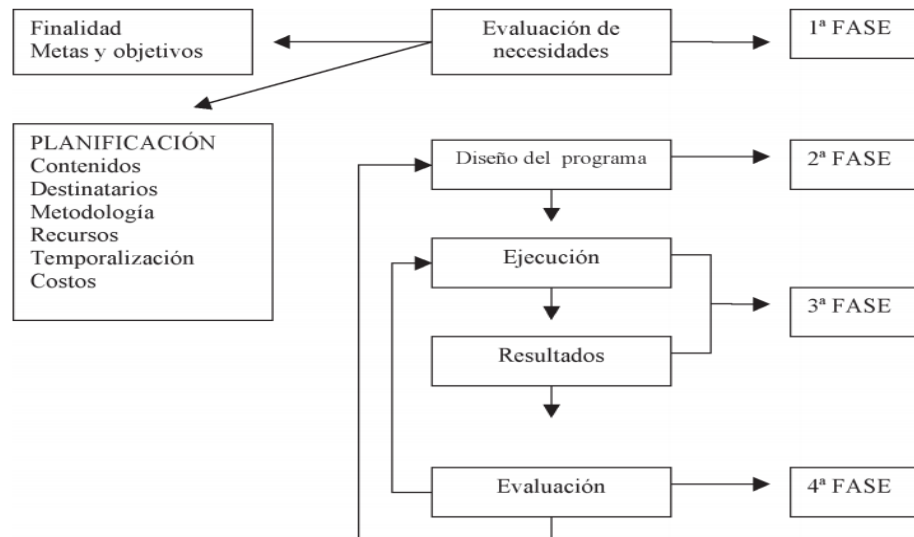 Finalidad
Metas y objetivos
Evaluación de
necesidades
1ª FASE
PLANIFICACIÓN
Contenidos
Destinatarios
Metodología
Recursos
Temporalización
Costos
Diseño del programa
2ª FASE
Ejecución
Resultados
3ª FASE
Evaluación
4ª FASE